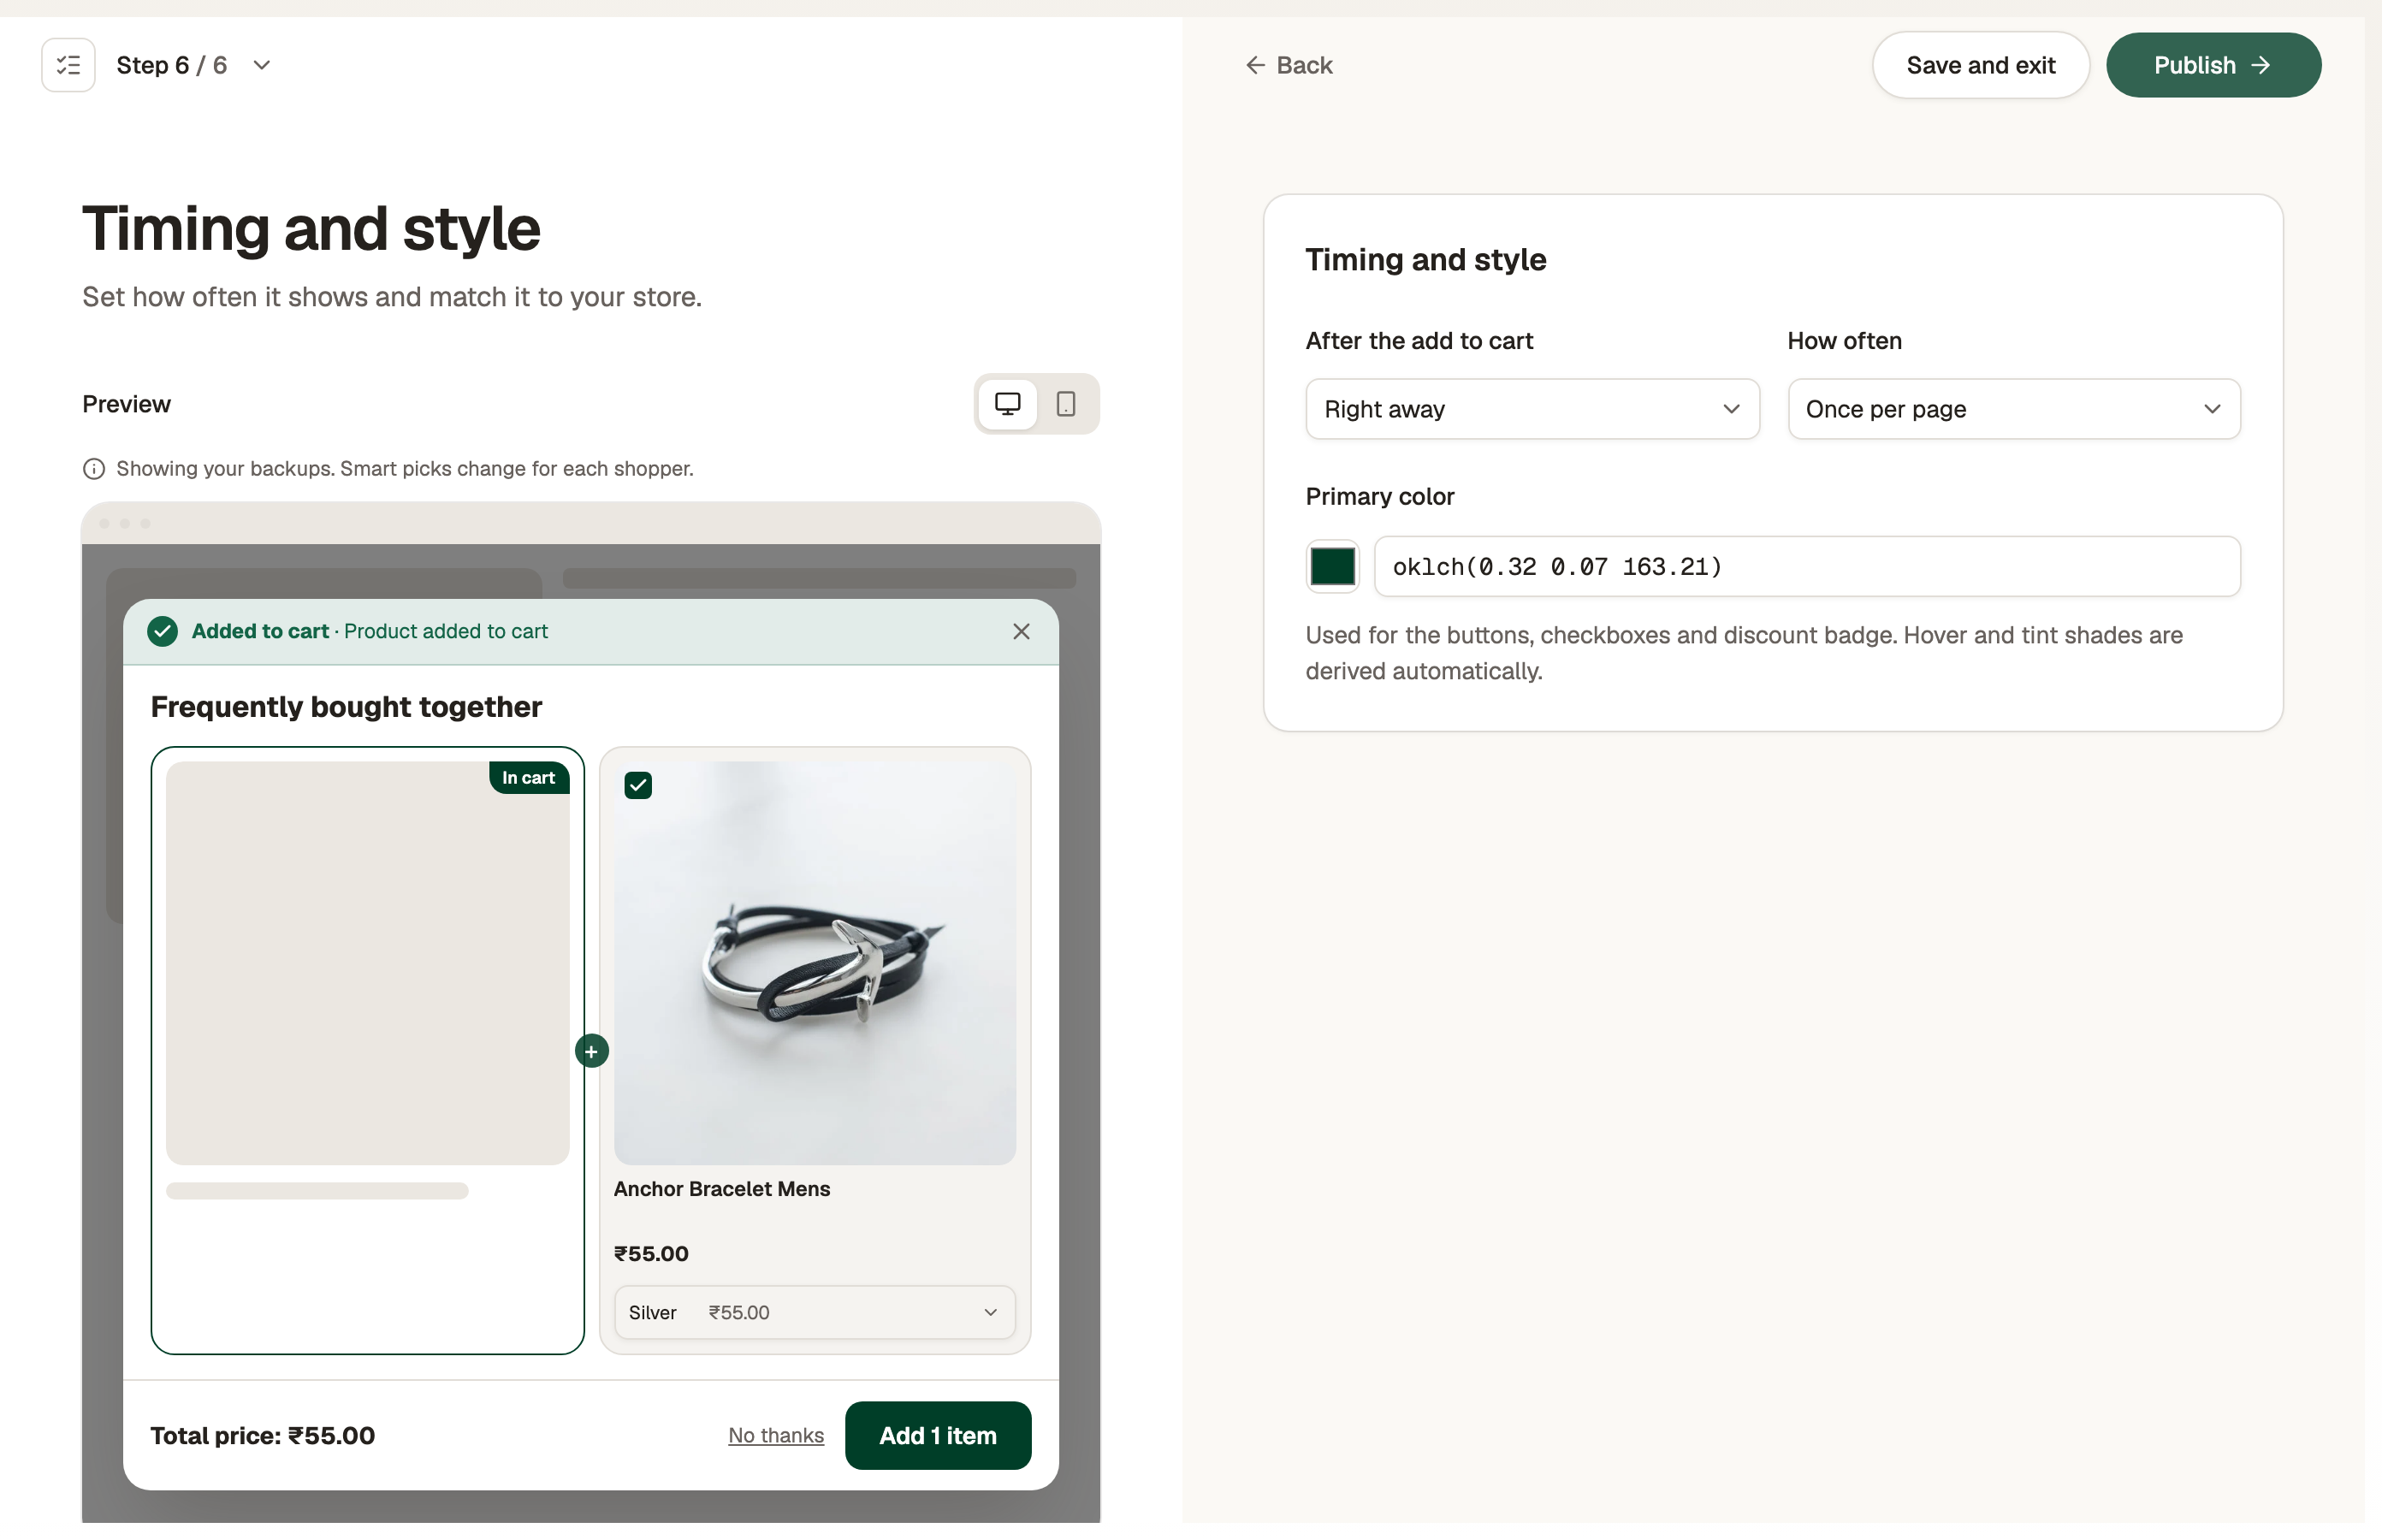 Step 6 / 6
Back
Save and exit
Publish
Timing and style
Set how often it shows and match it to your store.
Preview
Showing your backups. Smart picks change for each shopper.
Added to cart · Product added to cart
Frequently bought together
In cart
Anchor Bracelet Mens
₹55.00
Silver ₹55.00
Total price: ₹55.00
No thanks
Add 1 item
Timing and style
After the add to cart
How often
Right away
Once per page
Primary color
oklch(0.32 0.07 163.21)
Used for the buttons, checkboxes and discount badge. Hover and tint shades are
derived automatically.